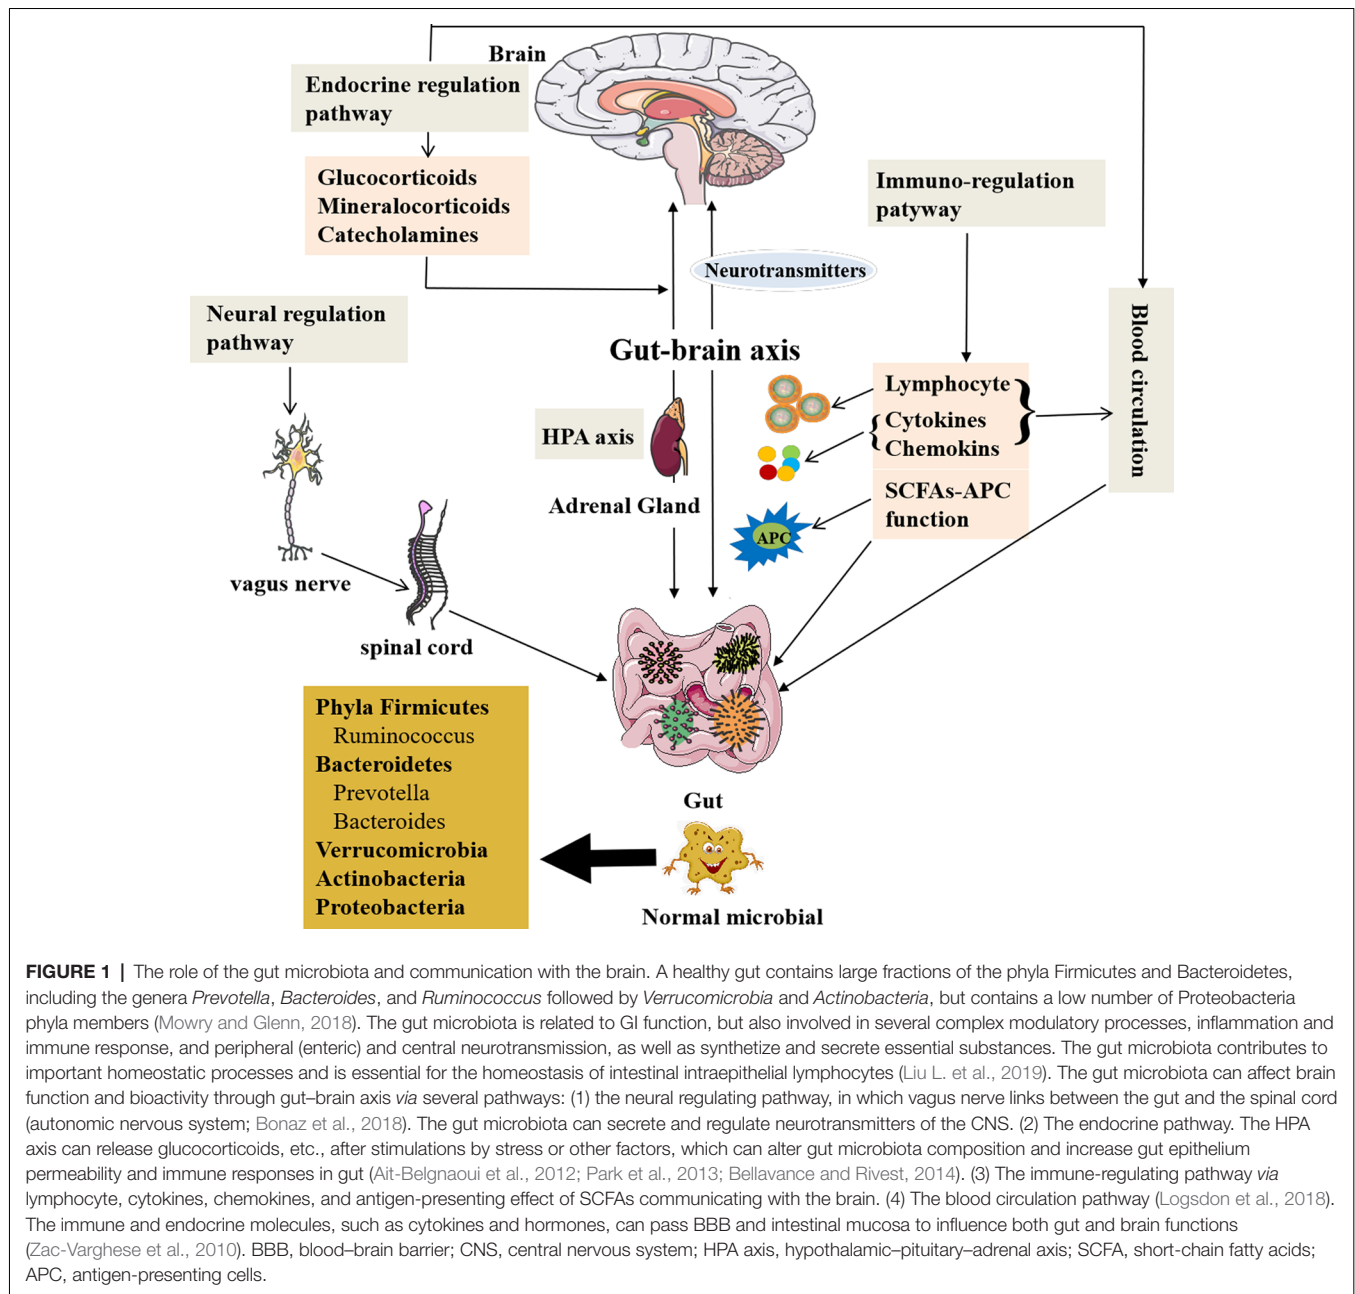 Brain
Endocrine regulation
pathway
Glucocorticoids
Mineralocorticoids
Catecholamines
Immuno-regulation
patyway
Neurotransmitters
Neural regulation
pathway
Blood circulation
Gut-brain axis
Lymphocyte
Cytokines
Chemokins
HPA axis
SCFAs-APC
function
Adrenal Gland
APC
vagus nerve
spinal cord
Phyla Firmicutes
Ruminococcus
Bacteroidetes
Prevotella
Bacteroides
Verrucomicrobia
Actinobacteria
Proteobacteria
Gut
Normal microbial
FIGURE 1 | The role of the gut microbiota and communication with the brain. A healthy gut contains large fractions of the phyla Firmicutes and Bacteroidetes,
including the genera Prevotella, Bacteroides, and Ruminococcus followed by Verrucomicrobia and Actinobacteria, but contains a low number of Proteobacteria
phyla members (Mowry and Glenn, 2018). The gut microbiota is related to GI function, but also involved in several complex modulatory processes, inflammation and
immune response, and peripheral (enteric) and central neurotransmission, as well as synthetize and secrete essential substances. The gut microbiota contributes to
important homeostatic processes and is essential for the homeostasis of intestinal intraepithelial lymphocytes (Liu L. et al., 2019). The gut microbiota can affect brain
function and bioactivity through gut–brain axis via several pathways: (1) the neural regulating pathway, in which vagus nerve links between the gut and the spinal cord
(autonomic nervous system; Bonaz et al., 2018). The gut microbiota can secrete and regulate neurotransmitters of the CNS. (2) The endocrine pathway. The HPA
axis can release glucocorticoids, etc., after stimulations by stress or other factors, which can alter gut microbiota composition and increase gut epithelium
permeability and immune responses in gut (Ait-Belgnaoui et al., 2012; Park et al., 2013; Bellavance and Rivest, 2014). (3) The immune-regulating pathway via
lymphocyte, cytokines, chemokines, and antigen-presenting effect of SCFAs communicating with the brain. (4) The blood circulation pathway (Logsdon et al., 2018).
The immune and endocrine molecules, such as cytokines and hormones, can pass BBB and intestinal mucosa to influence both gut and brain functions
(Zac-Varghese et al., 2010). BBB, blood–brain barrier; CNS, central nervous system; HPA axis, hypothalamic–pituitary–adrenal axis; SCFA, short-chain fatty acids;
APC, antigen-presenting cells.